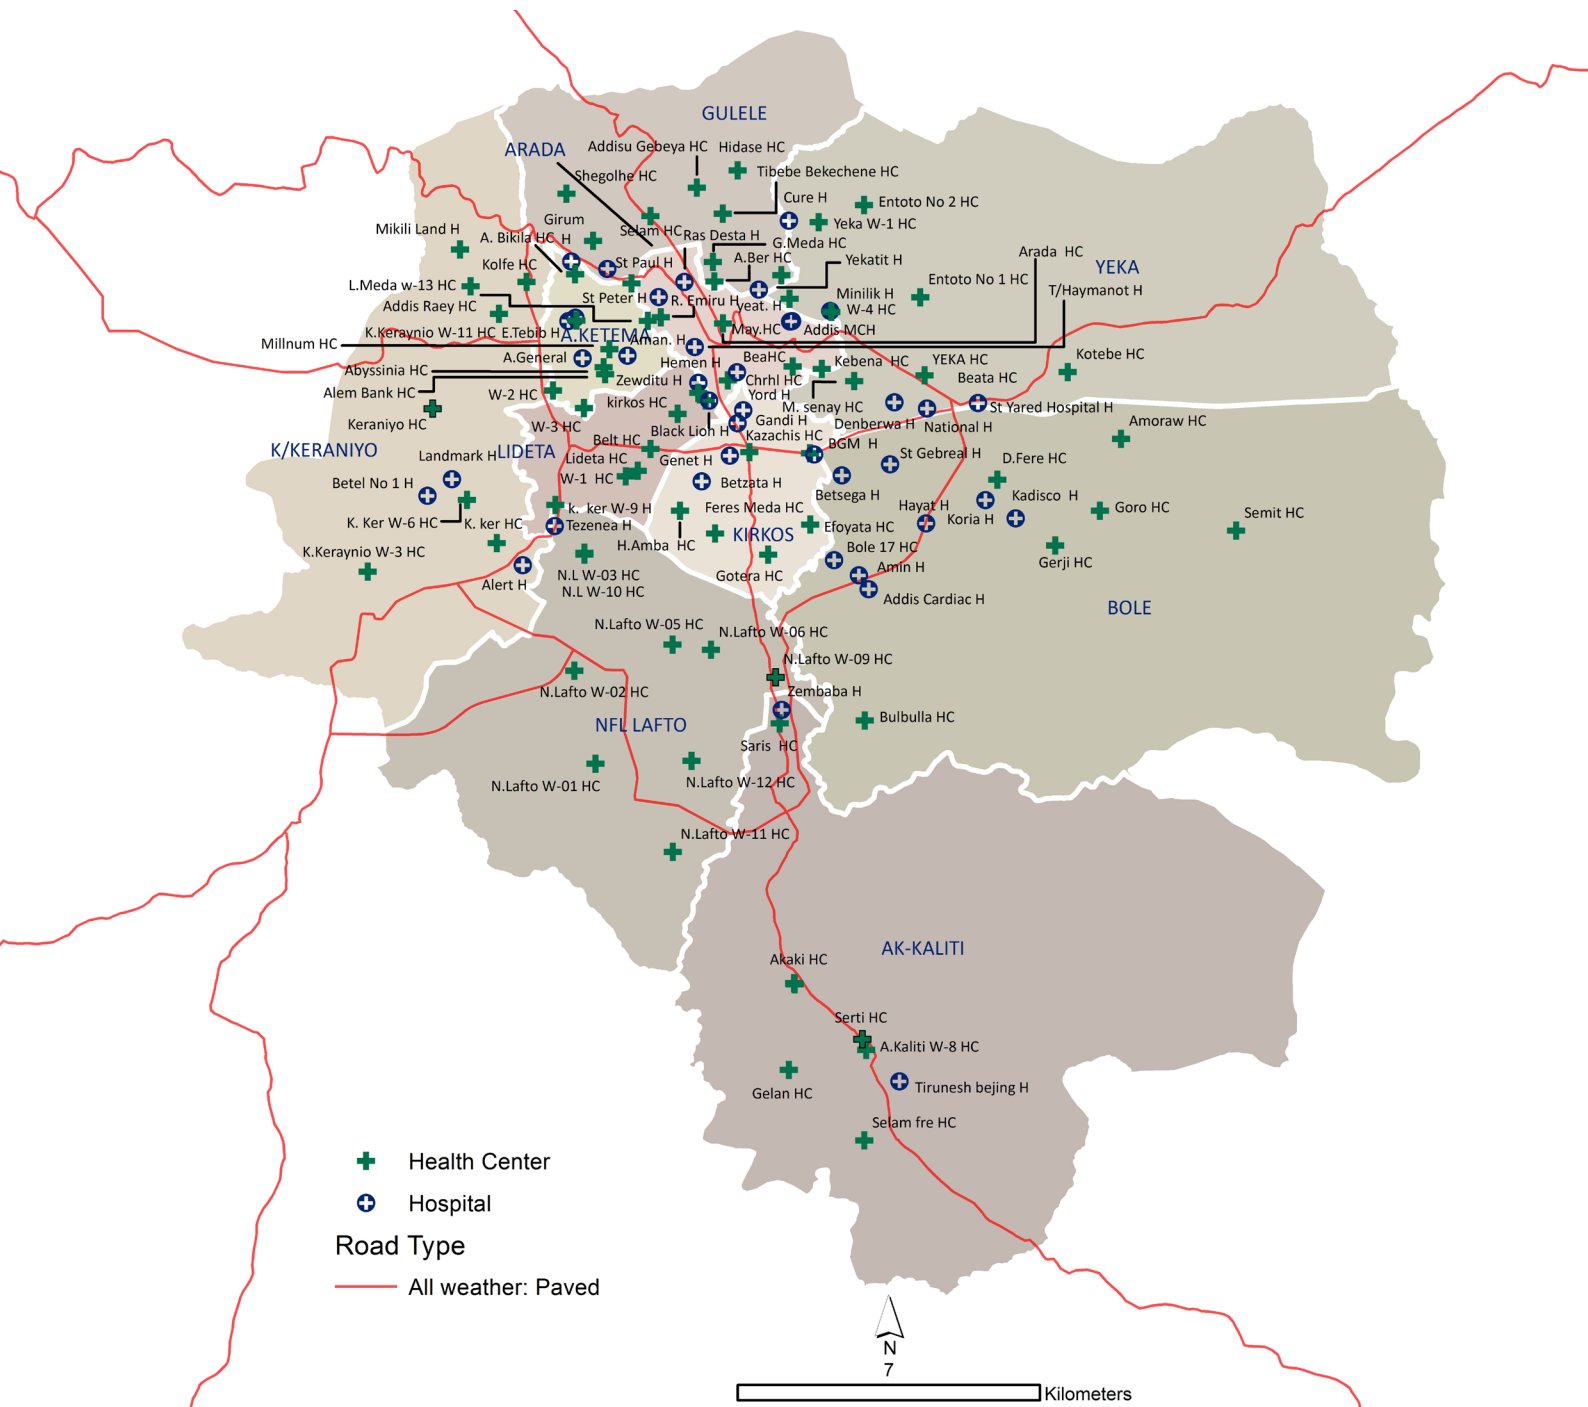 GULELE
ARADA
Addisu Gebeya HC
Hidase HC
Tibebe Bekechene HC
Shegolhe HC
Cure H
Entoto No 2 HC
Girum
H
Yeka W-1 HC
Mikili Land H
A. Bikila HC
Selam HC
Ras Desta H
G.Meda HC
Arada  HC
A.Ber HC
Yekatit H
Kolfe HC
St Paul H
YEKA
L.Meda w-13 HC
Entoto No 1 HC
T/Haymanot H
St Peter H
R. Emiru H
Minilik H
Addis Raey HC
yeat. H
W-4 HC
K.Keraynio W-11 HC
E.Tebib H
A.KETEMA
May.HC
Addis MCH
Millnum HC
Aman. H
A.General
Hemen H
BeaHC
Kebena  HC
YEKA HC
Kotebe HC
Abyssinia HC
Zewditu H
Chrhl HC
Beata HC
Alem Bank HC
W-2 HC
Yord H
kirkos HC
M. senay HC
St Yared Hospital H
Keraniyo HC
W-3 HC
Black Lioh H
Gandi H
Denberwa H
National H
Amoraw HC
Belt HC
Kazachis HC
BGM  H
K/KERANIYO
LIDETA
Landmark H
Lideta HC
Genet H
St Gebreal H
D.Fere HC
W-1  HC
Betel No 1 H
Betzata H
Betsega H
Kadisco  H
K. Ker W-6 HC
K. ker HC
k.  ker W-9 H
Feres Meda HC
Hayat H
Koria H
Goro HC
Semit HC
Tezenea H
KIRKOS
Efoyata HC
K.Keraynio W-3 HC
H.Amba  HC
Bole 17 HC
Gerji HC
Alert H
N.L W-03 HC
Gotera HC
Amin H
N.L W-10 HC
Addis Cardiac H
BOLE
N.Lafto W-05 HC
N.Lafto W-06 HC
N.Lafto W-09 HC
N.Lafto W-02 HC
Zembaba H
NFL LAFTO
Bulbulla HC
Saris  HC
N.Lafto W-01 HC
N.Lafto W-12 HC
N.Lafto W-11 HC
AK-KALITI
Akaki HC
Serti HC
A.Kaliti W-8 HC
Gelan HC
Tirunesh bejing H
Selam fre HC
Health Center
Hospital
Road Type
All weather: Paved
N
7
Kilometers